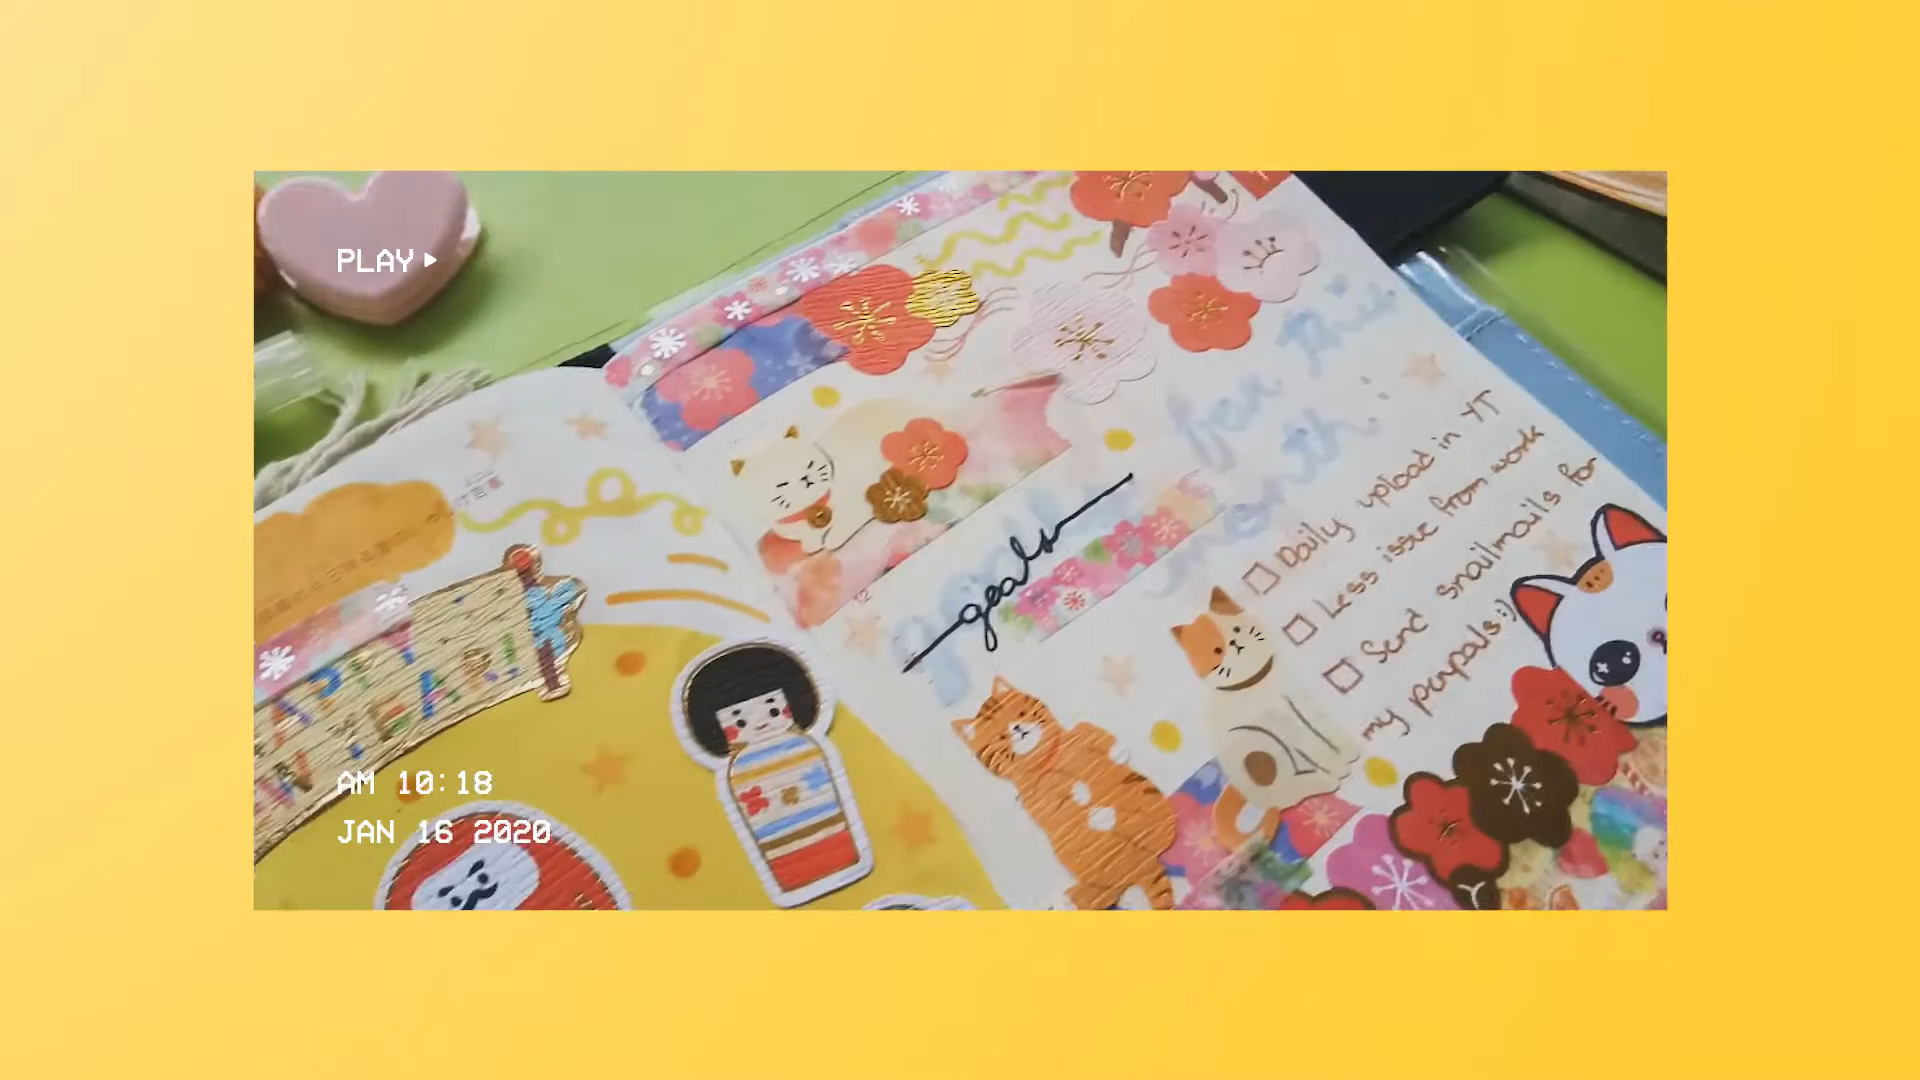 PLAY
goals
for this
month:
Daily upload in YT
Less issue from work
Send snailmails for
my penpals:)
12
AM 10:18
JAN 16 2020